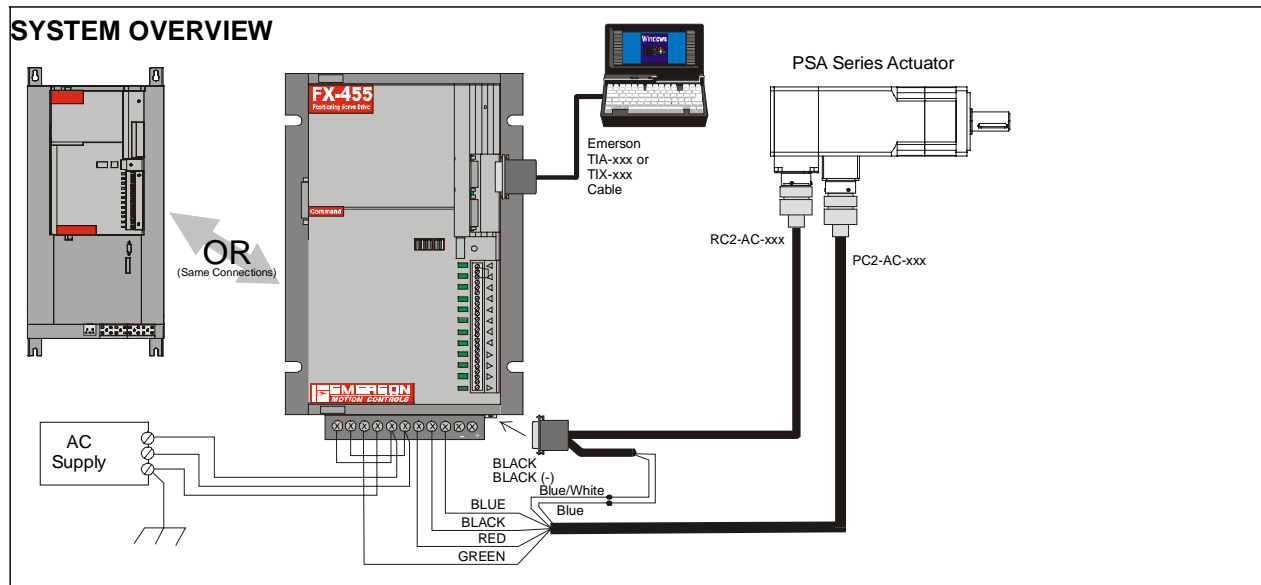 SYSTEM OVERVIEW
FX-455
Positioning Servo Drive
Windows
PSA Series Actuator
Emerson
TIA-xxx or
TIX-xxx
Cable
Command
OR
(Same Connections)
RC2-AC-xxx
PC2-AC-xxx
EMERSON
MOTION CONTROLS
- +
AC
Supply
BLACK
BLACK (-)
Blue/White
Blue
BLUE
BLACK
RED
GREEN